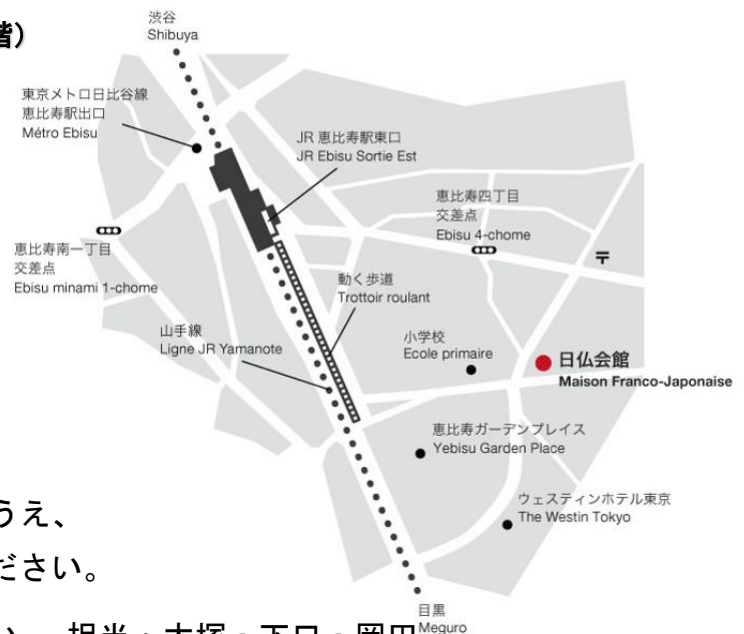 渋谷
Shibuya
階）
東京メトロ日比谷線
恵比寿駅出口
Métro Ebisu
JR 恵比寿駅東口
JR Ebisu Sortie Est
恵比寿四丁目
交差点
Ebisu 4-chome
〒
恵比寿南一丁目
交差点
Ebisu minami 1-chome
動く歩道
Trottoir roulant
山手線
Ligne JR Yamanote
小学校
Ecole primaire
日仏会館
Maison Franco-Japonaise
恵比寿ガーデンプレイス
Yebisu Garden Place
ウェスティンホテル東京
The Westin Tokyo
うえ、
ださい。
目黒
Meguro